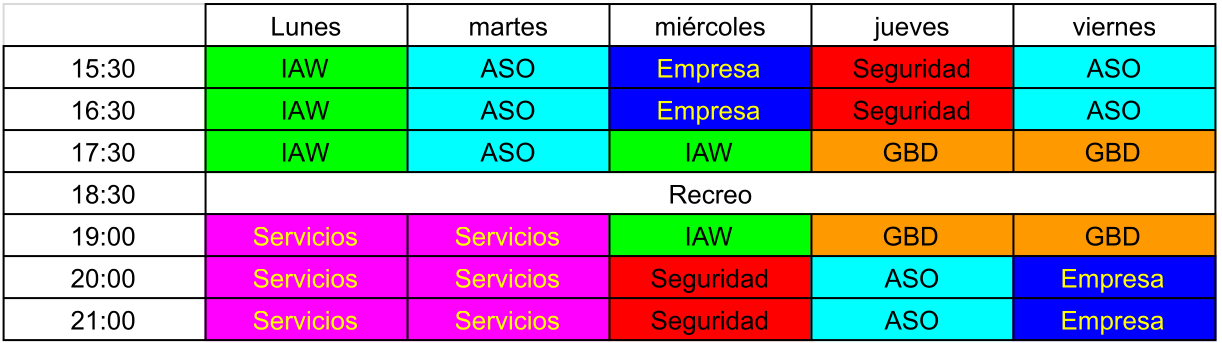 Lunes martes miércoles jueves viernes
15:30 IAW ASO Empresa Seguridad ASO
16:30 IAW ASO Empresa Seguridad ASO
17:30 IAW ASO IAW GBD GBD
18:30 Recreo
19:00 Servicios Servicios IAW GBD GBD
20:00 Servicios Servicios Seguridad ASO Empresa
21:00 Servicios Servicios Seguridad ASO Empresa